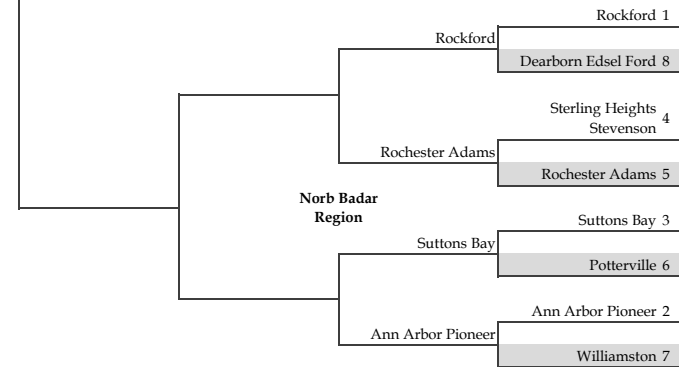 Rockford 1
Rockford
Dearborn Edsel Ford 8
Sterling Heights
Stevenson 4
Rochester Adams
Rochester Adams 5
Norb Badar
Region
Suttons Bay 3
Suttons Bay
Potterville 6
Ann Arbor Pioneer 2
Ann Arbor Pioneer
Williamston 7